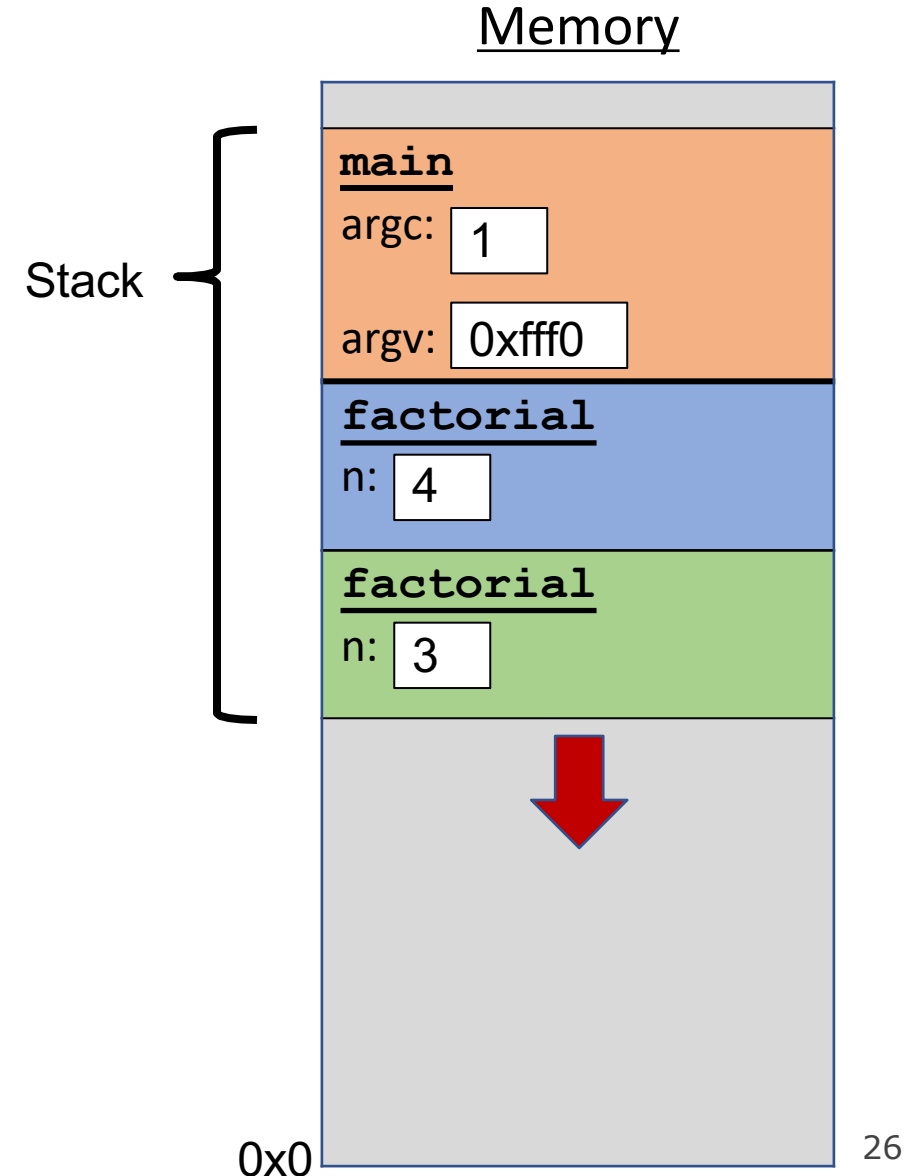 Memory
main
argc: 1
Stack
argv: 0xfff0
factorial
n: 4
factorial
n: 3
0x0
26